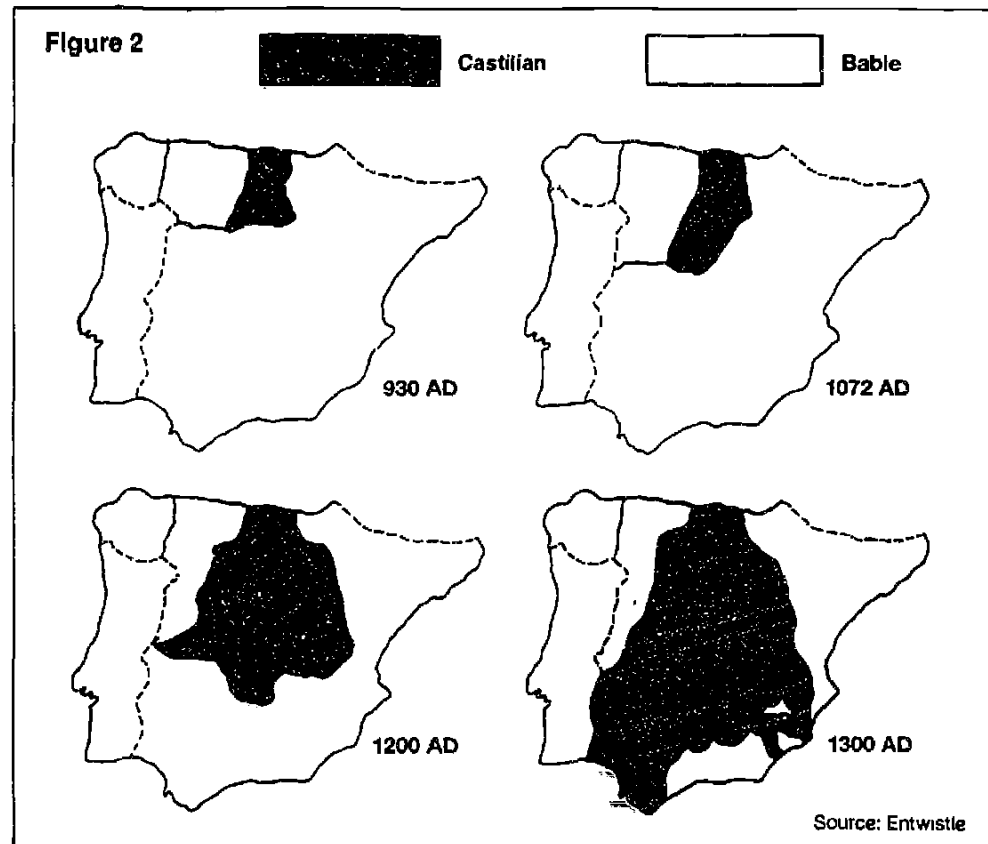 Figure 2
Castilian
Bable
930 AD
1072 AD
1200 AD
1300 AD
Source: Entwistle